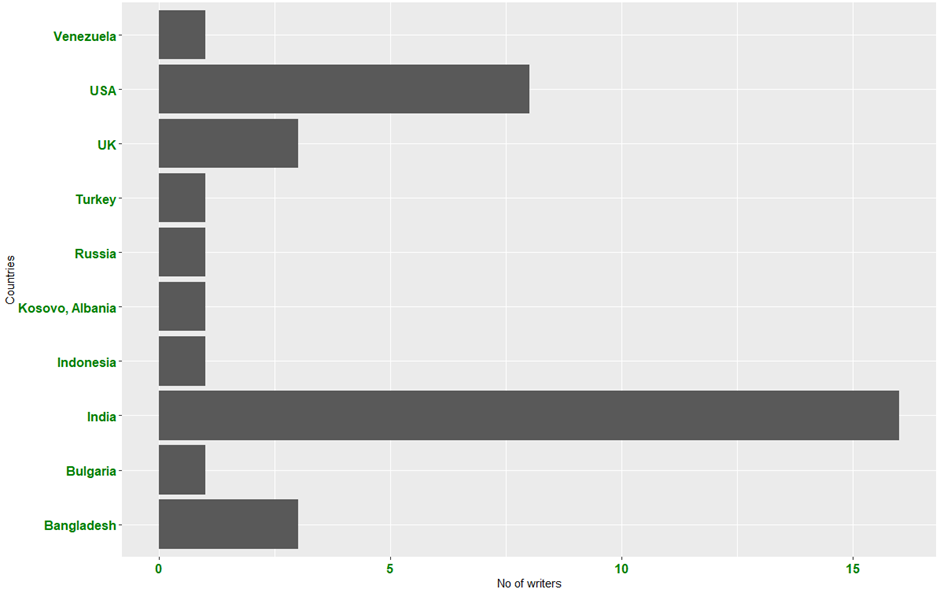 Venezuela
USA
UK
Turkey
Russia
Kosovo, Albania
Indonesia
India
Bulgaria
Bangladesh
Countries
0 5 10 15
No of writers